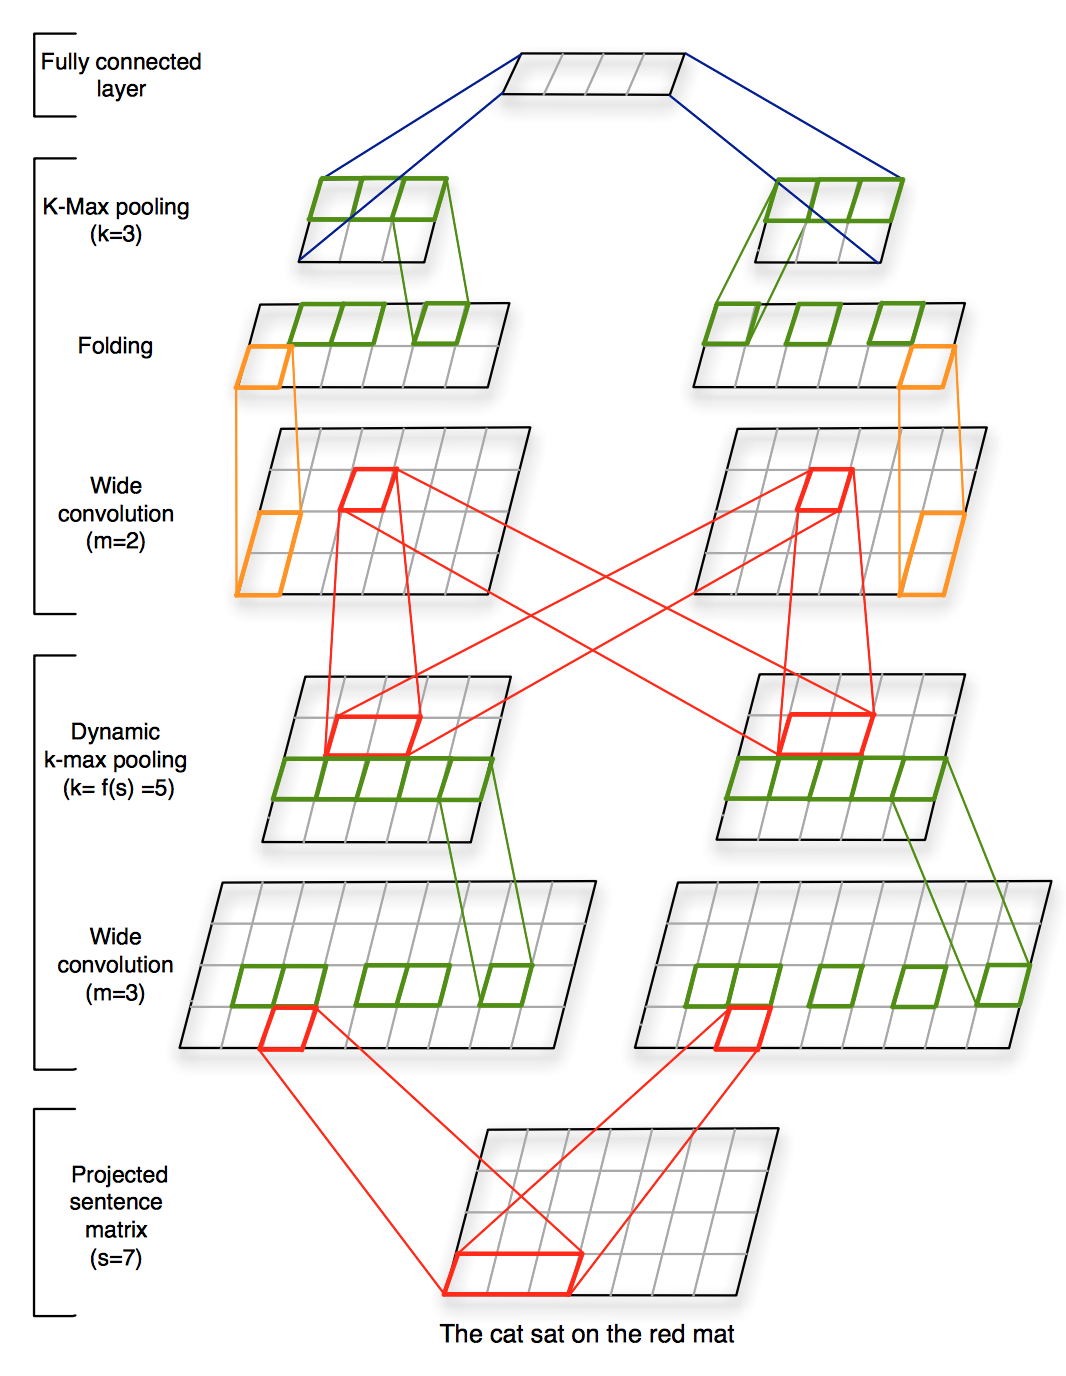 Fully connected
layer
K-Max pooling
(k=3)
Folding
Wide
convolution
(m=2)
Dynamic
k-max pooling
(k= f(s) =5)
Wide
convolution
(m=3)
Projected
sentence
matrix
(s=7)
The cat sat on the red mat